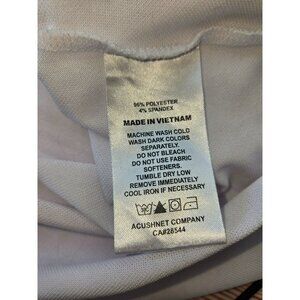 96% POLYESTER
4% SPANDEX
MADE IN VIETNAM
MACHINE WASH COLD
WASH DARK COLORS
SEPARATELY.
DO NOT BLEACH
DO NOT USE FABRIC
SOFTENERS.
TUMBLE DRY LOW
REMOVE IMMEDIATELY
COOL IRON IF NECESSARY
ACUSHNET COMPANY
CA#28544